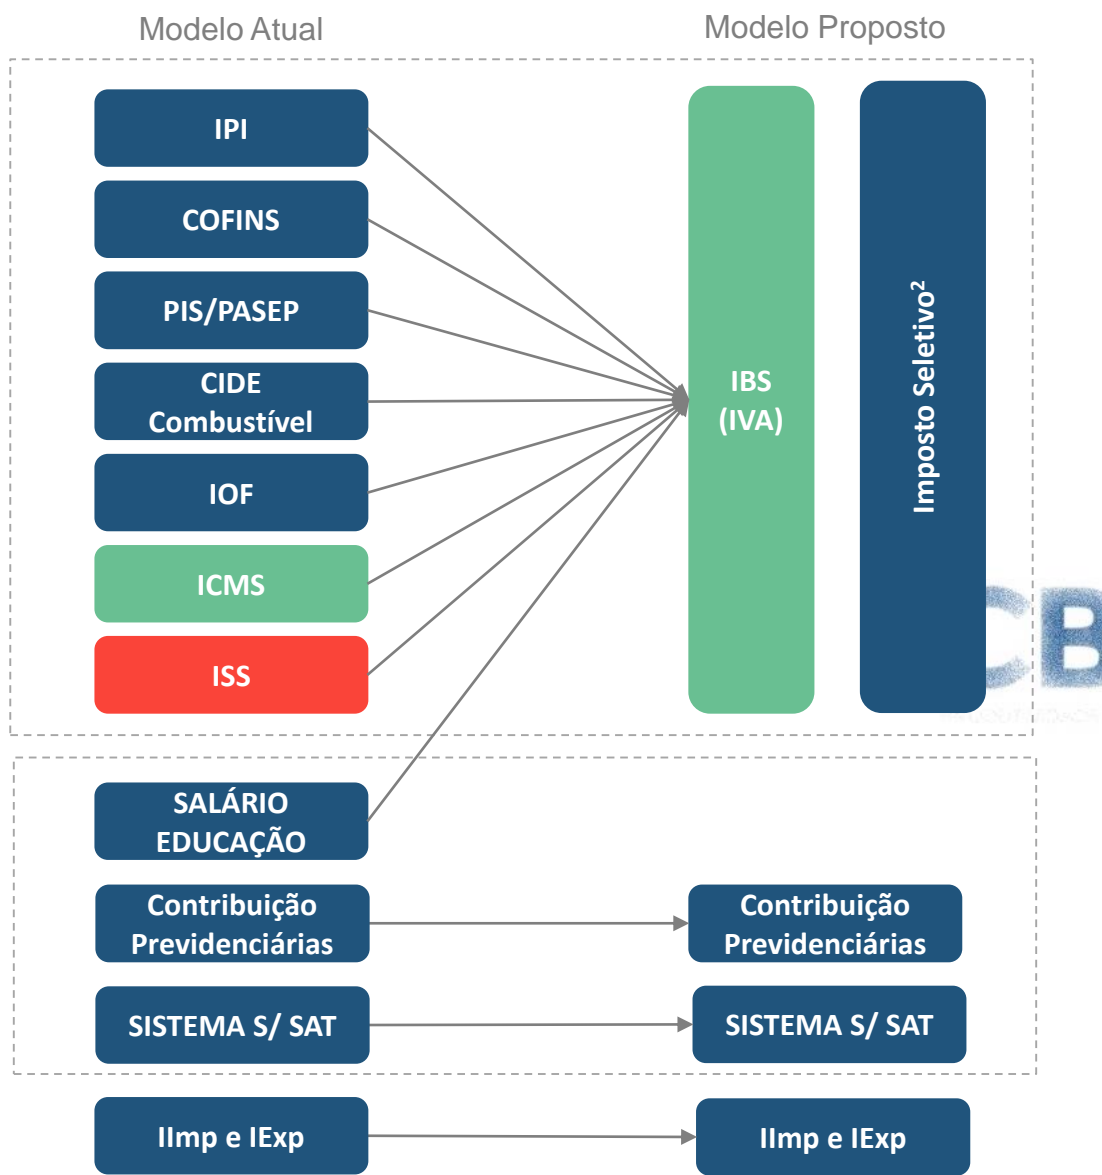 Modelo Atual
Modelo Proposto
IPI
COFINS
PIS/PASEP
CIDE
Combustível
IOF
ICMS
ISS
IBS
(IVA)
Imposto Seletivo²
CB
SALÁRIO
EDUCAÇÃO
Contribuição
Previdenciárias
Contribuição
Previdenciárias
SISTEMA S/ SAT
SISTEMA S/ SAT
IImp e IExp
IImp e IExp